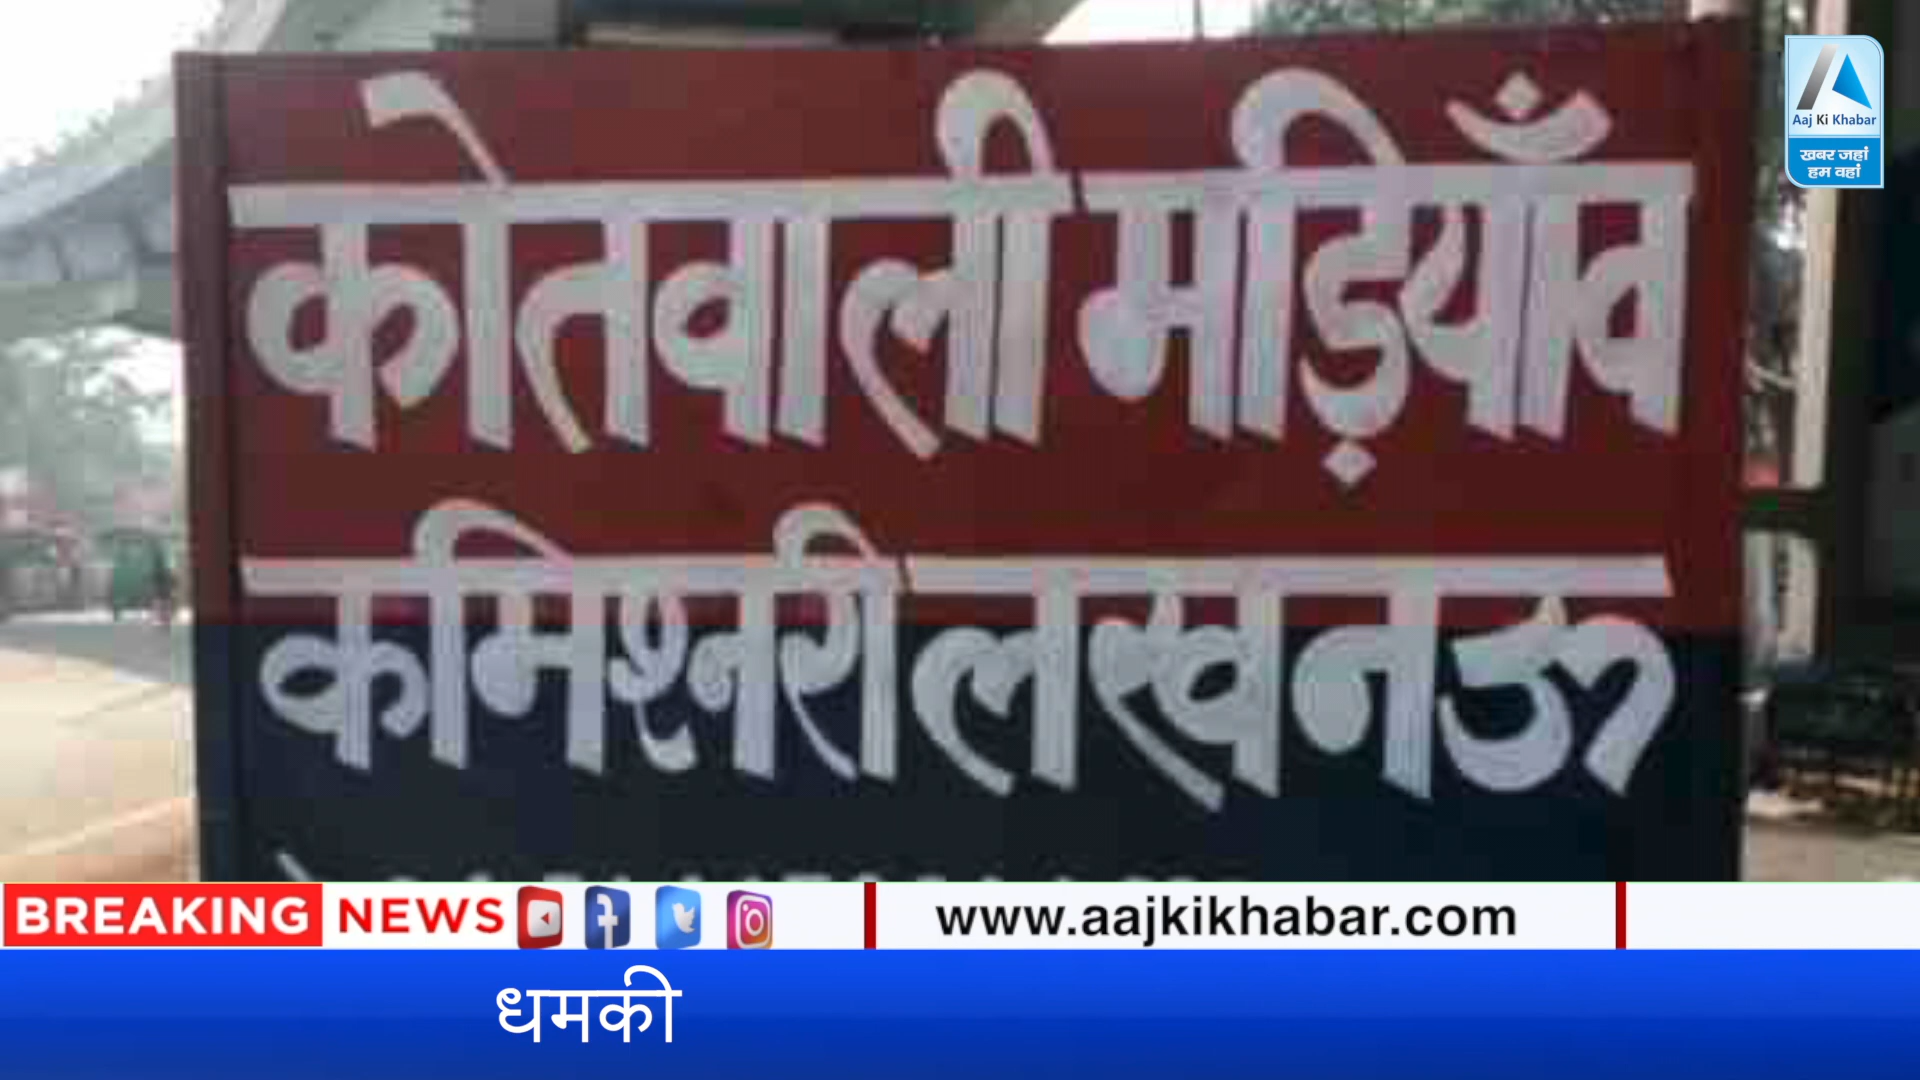 कोतवाली मड़ियाँव
कमिश्नरी लखनऊ
Aaj Ki Khabar
खबर जहां
हम वहां
BREAKING NEWS
www.aajkikhabar.com
धमकी